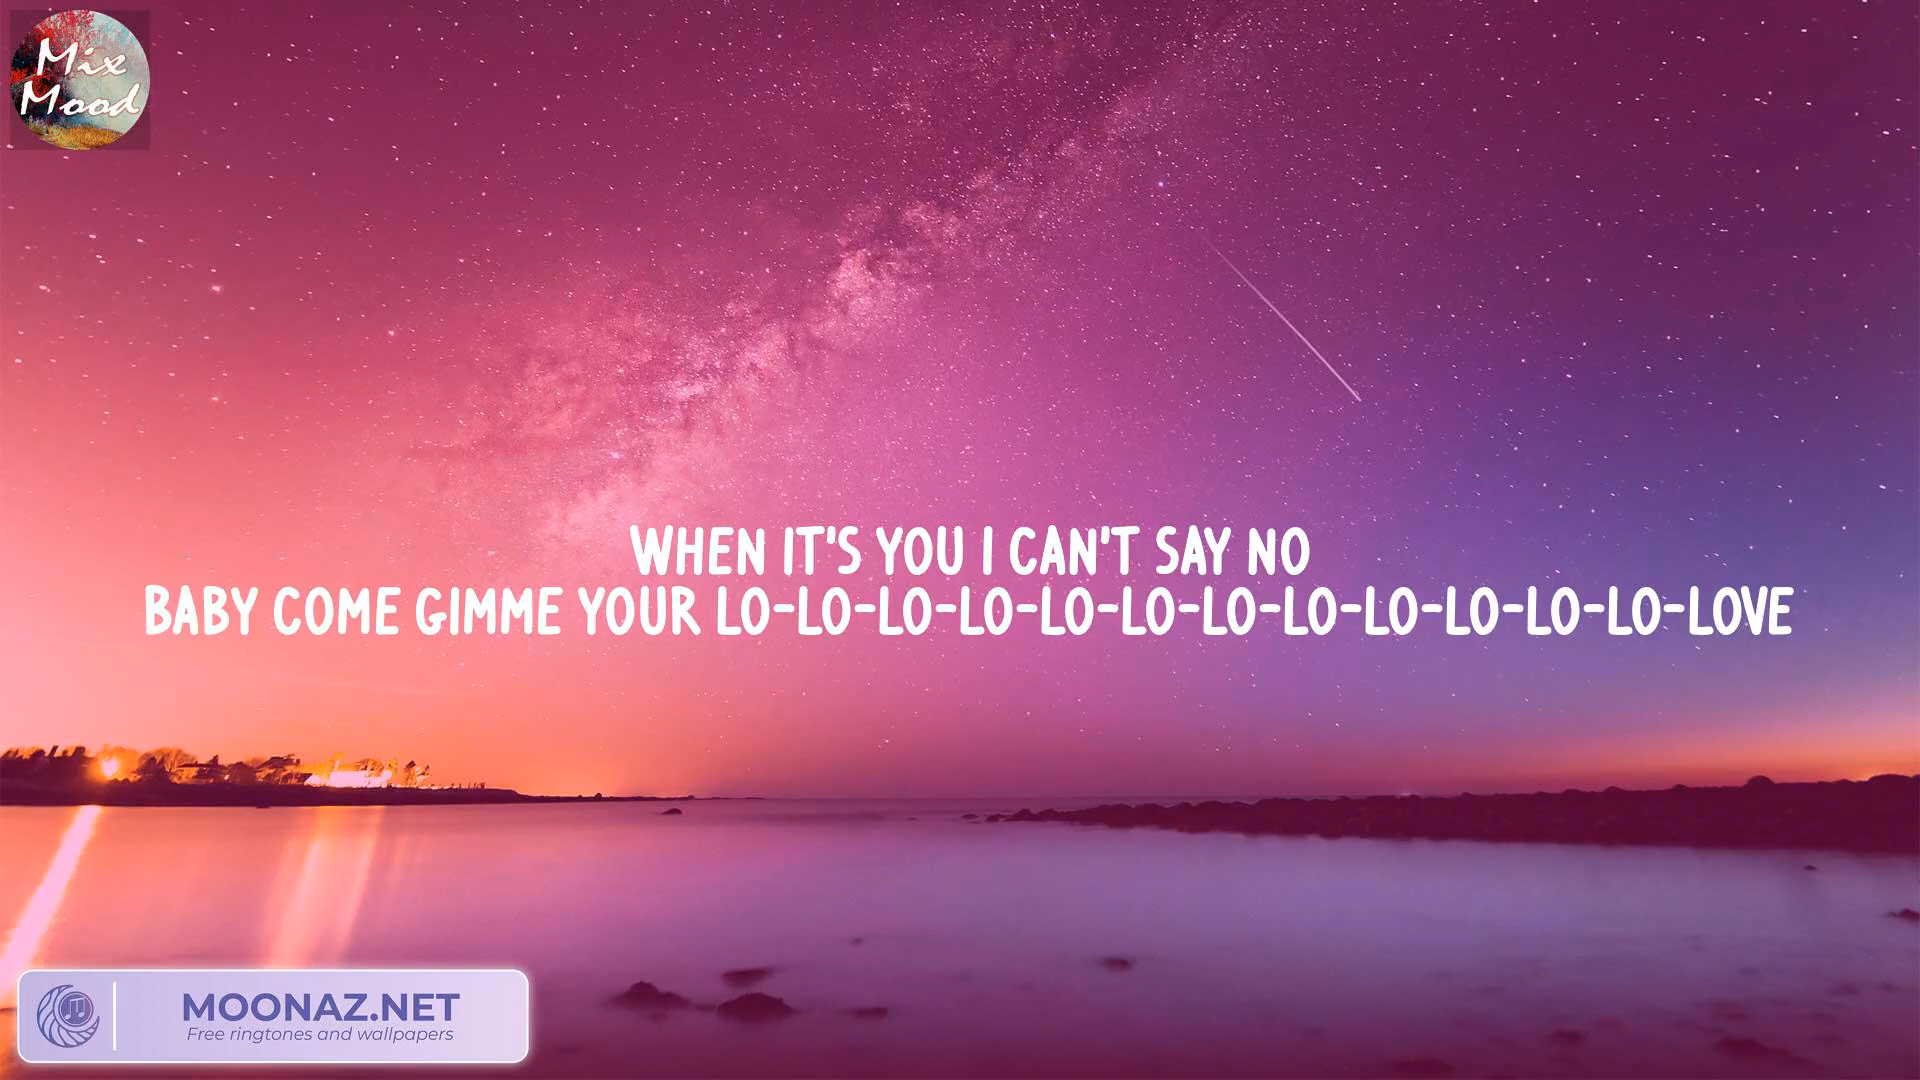 Mix
Mood
WHEN IT'S YOU I CAN'T SAY NO
BABY COME GIMME YOUR LO-LO-LO-LO-LO-LO-LO-LO-LO-LO-LO-LO-LOVE
MOONAZ.NET
Free ringtones and wallpapers